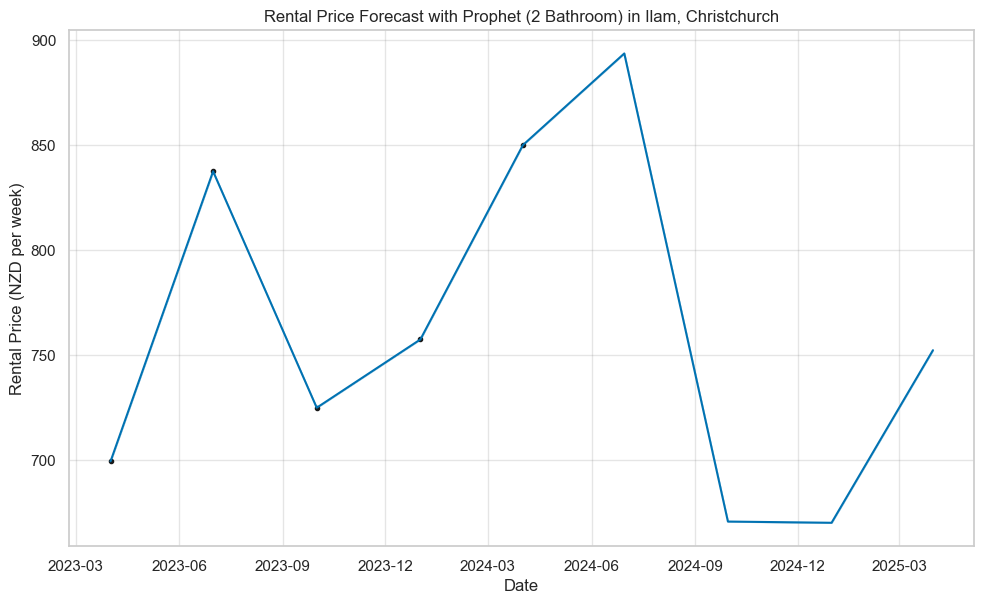 Rental Price Forecast with Prophet (2 Bathroom) in Ilam, Christchurch
Rental Price (NZD per week)
900
850
800
750
700
2023-03 2023-06 2023-09 2023-12 2024-03 2024-06 2024-09 2024-12 2025-03
Date